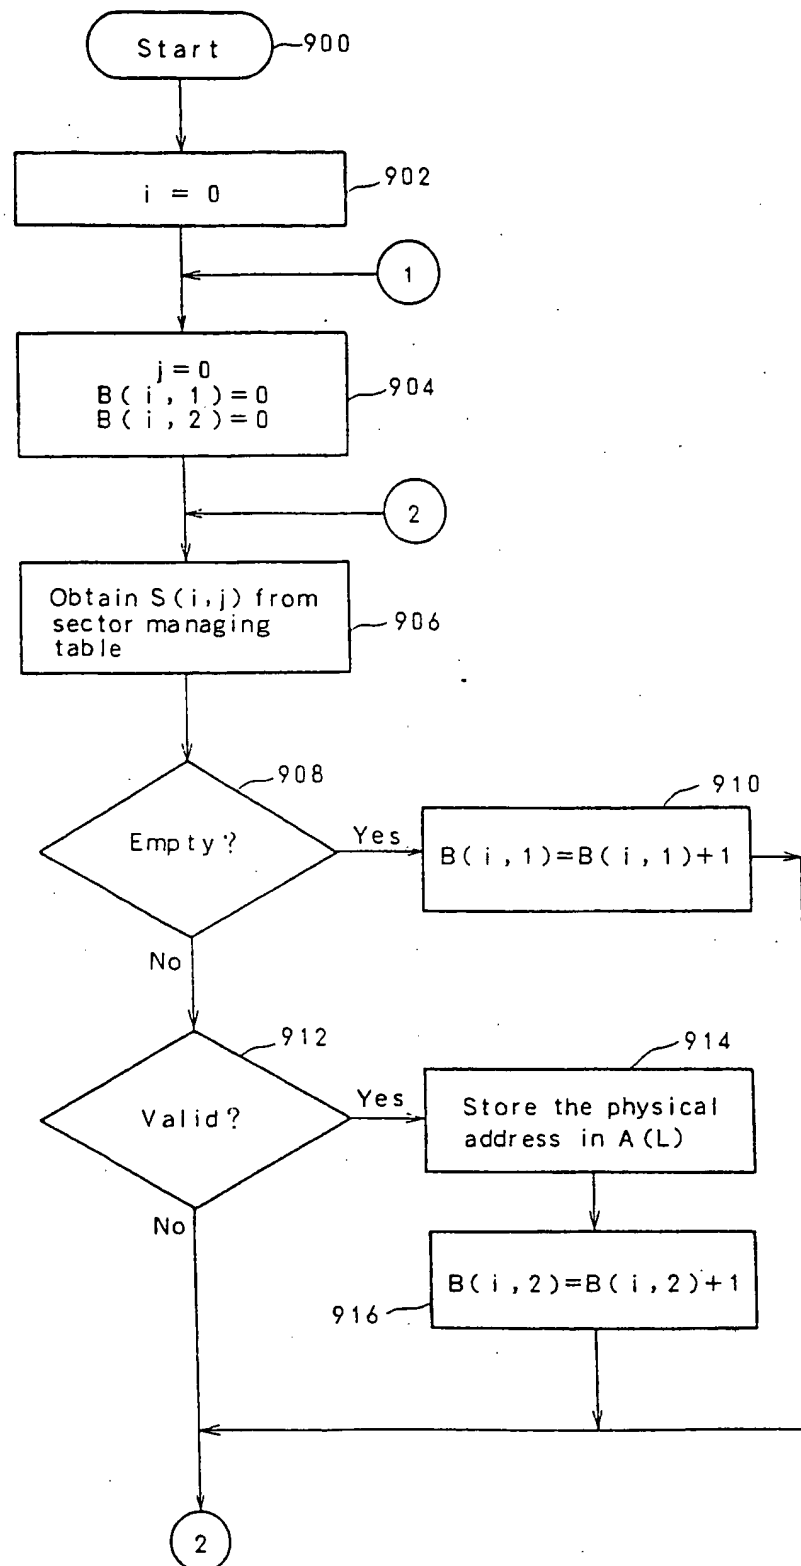 Start
900
i = 0
902
1
j=0
B(i,1)=0
B(i,2)=0
904
2
Obtain S(i,j) from
sector managing
table
906
908
Empty?
Yes
910
B(i,1)=B(i,1)+1
No
912
Valid?
Yes
914
Store the physical
address in A(L)
No
B(i,2)=B(i,2)+1
916
2